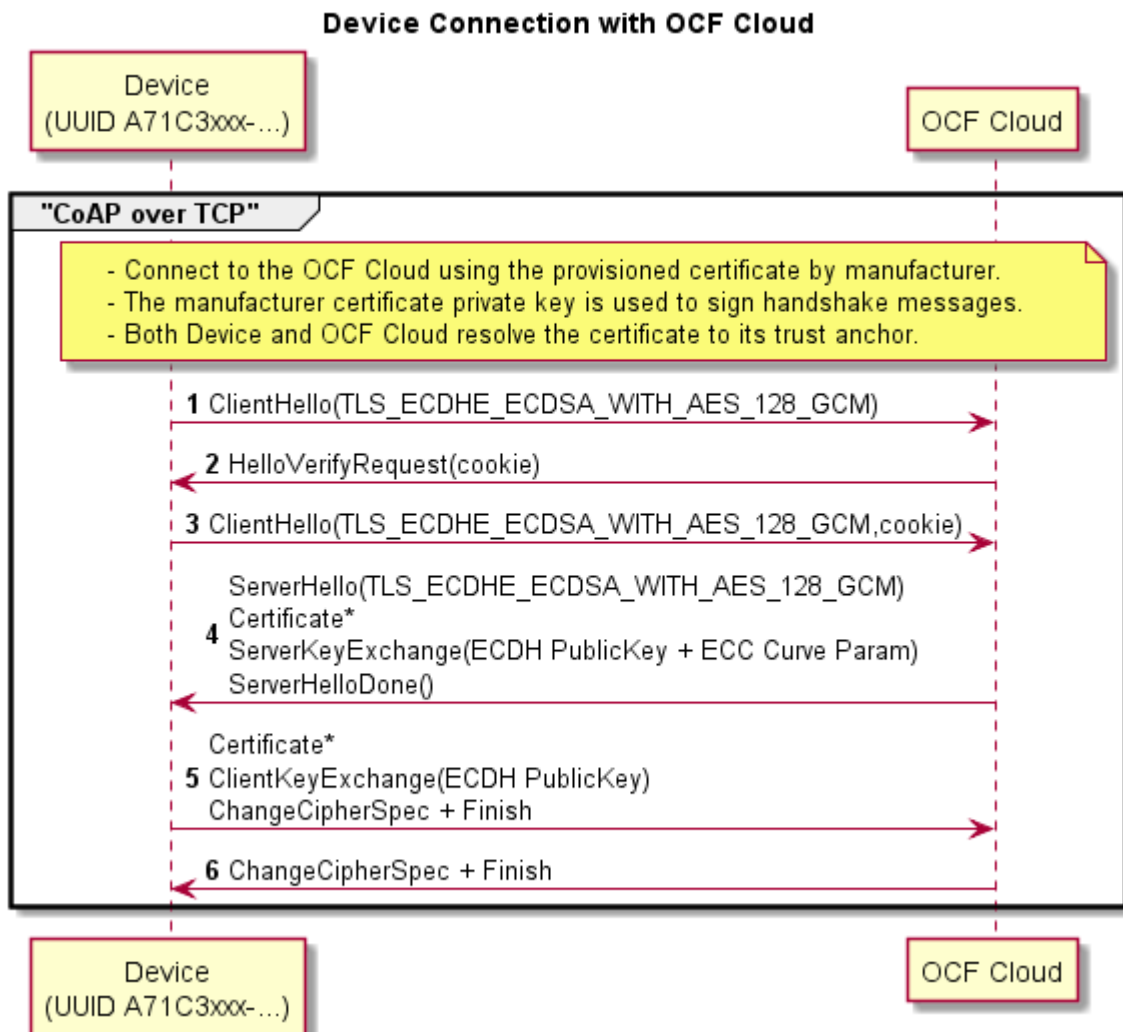 Device Connection with OCF Cloud
Device
(UUID A71C3xxx-...)
OCF Cloud
"CoAP over TCP"
- Connect to the OCF Cloud using the provisioned certificate by manufacturer.
- The manufacturer certificate private key is used to sign handshake messages.
- Both Device and OCF Cloud resolve the certificate to its trust anchor.
1 ClientHello(TLS_ECDHE_ECDSA_WITH_AES_128_GCM)
2 HelloVerifyRequest(cookie)
3 ClientHello(TLS_ECDHE_ECDSA_WITH_AES_128_GCM,cookie)
ServerHello(TLS_ECDHE_ECDSA_WITH_AES_128_GCM)
Certificate*
4 ServerKeyExchange(ECDH PublicKey + ECC Curve Param)
ServerHelloDone()
Certificate*
5 ClientKeyExchange(ECDH PublicKey)
ChangeCipherSpec + Finish
6 ChangeCipherSpec + Finish
Device
(UUID A71C3xxx-...)
OCF Cloud